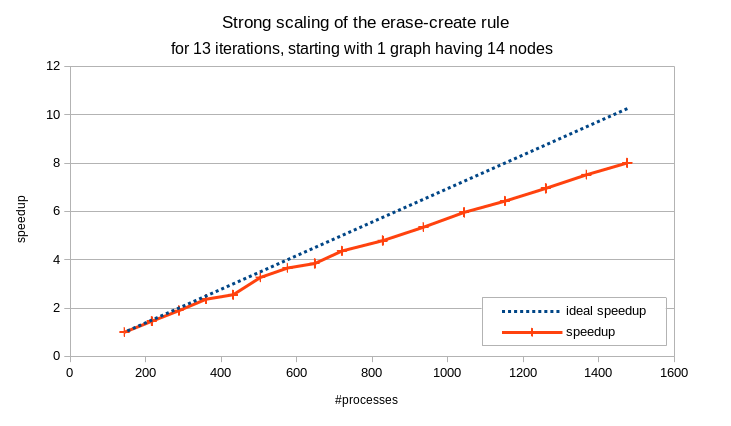 Strong scaling of the erase-create rule
for 13 iterations, starting with 1 graph having 14 nodes
12
10
8
6
4
2
0
speedup
ideal speedup
speedup
0 200 400 600 800 1000 1200 1400 1600
#processes